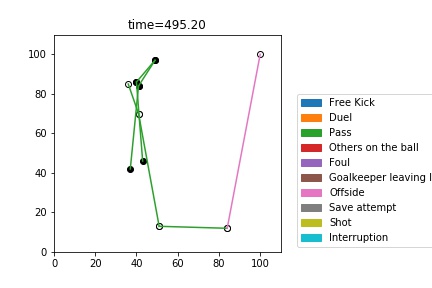 time=495.20
100
80
60
40
20
0
0 20 40 60 80 100
Free Kick
Duel
Pass
Others on the ball
Foul
Goalkeeper leaving l
Offside
Save attempt
Shot
Interruption